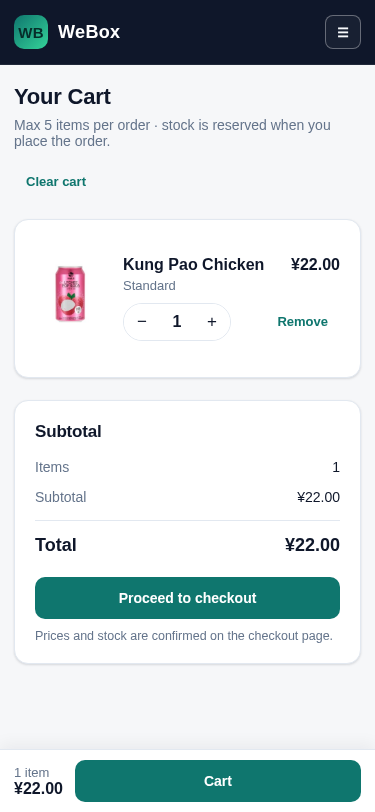 WB WeBox
☰
Your Cart
Max 5 items per order · stock is reserved when you
place the order.
Clear cart
Kung Pao Chicken ¥22.00
Standard
− 1 + Remove
Subtotal
Items 1
Subtotal ¥22.00
Total ¥22.00
Proceed to checkout
Prices and stock are confirmed on the checkout page.
1 item
¥22.00
Cart